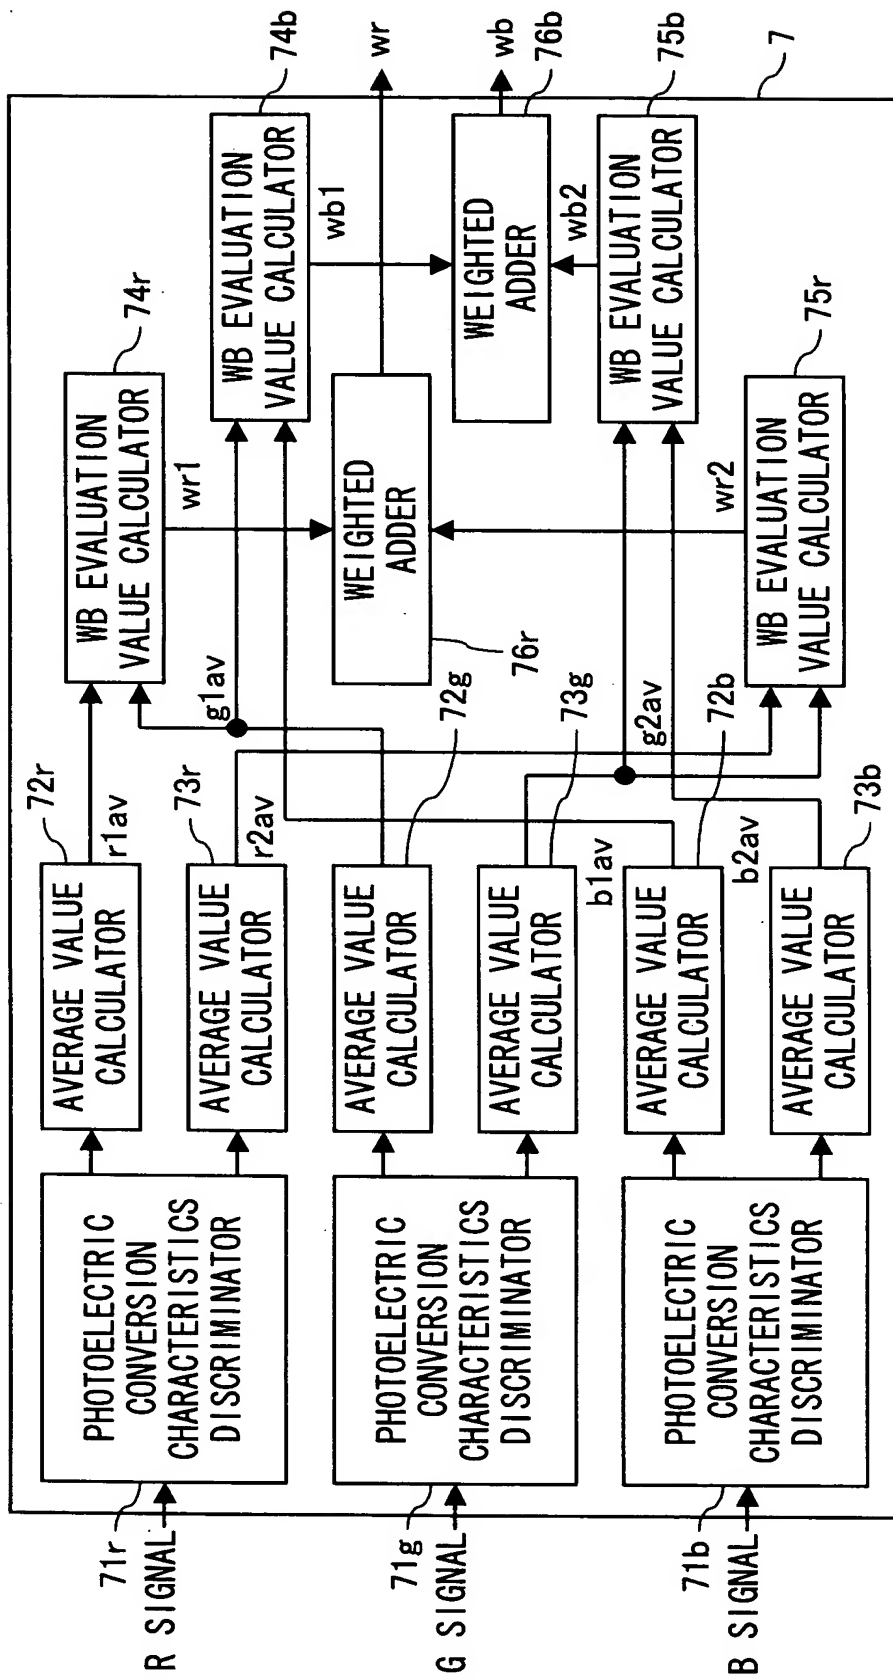 R SIGNAL
71r
PHOTOELECTRIC
CONVERSION
CHARACTERISTICS
DISCRIMINATOR
72r
AVERAGE VALUE
CALCULATOR
r1av
73r
AVERAGE VALUE
CALCULATOR
r2av
G SIGNAL
71g
PHOTOELECTRIC
CONVERSION
CHARACTERISTICS
DISCRIMINATOR
72g
AVERAGE VALUE
CALCULATOR
g1av
73g
AVERAGE VALUE
CALCULATOR
g2av
B SIGNAL
71b
PHOTOELECTRIC
CONVERSION
CHARACTERISTICS
DISCRIMINATOR
72b
AVERAGE VALUE
CALCULATOR
b1av
73b
AVERAGE VALUE
CALCULATOR
b2av
74r
WB EVALUATION
VALUE CALCULATOR
wr1
76r
WEIGHTED
ADDER
wr2
75r
WB EVALUATION
VALUE CALCULATOR
74b
WB EVALUATION
VALUE CALCULATOR
wb1
wr
WEIGHTED
ADDER
wb
76b
wb2
75b
WB EVALUATION
VALUE CALCULATOR
7